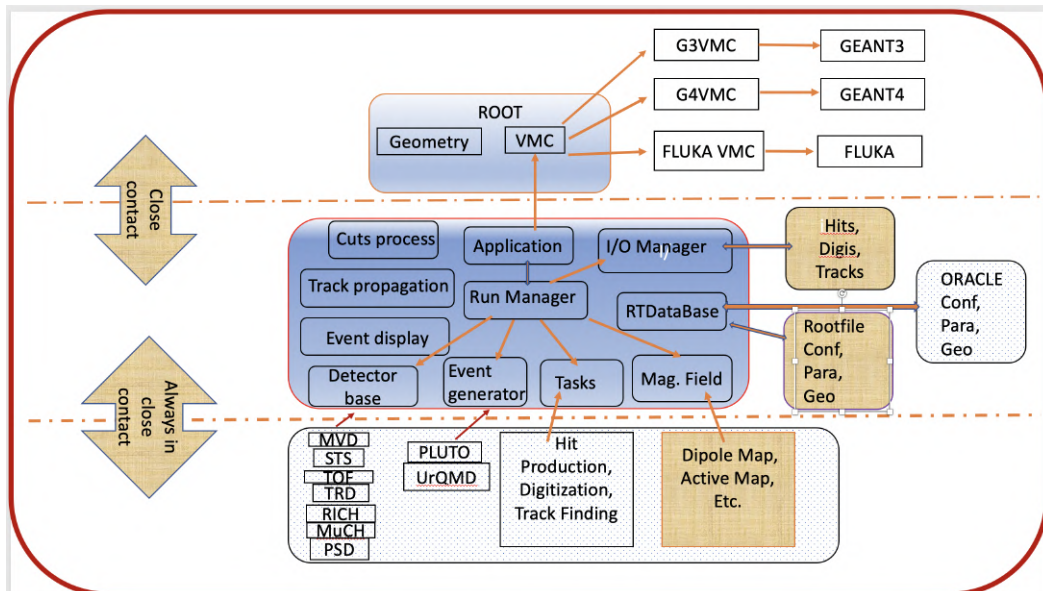 G3VMC
GEANT3
ROOT
G4VMC
GEANT4
Geometry
VMC
FLUKA VMC
FLUKA
Close
contact
Cuts process
Application
I/O Manager
Hits,
Digis,
Tracks
Track propagation
Run Manager
RTDataBase
ORACLE
Conf,
Para,
Geo
Rootfile
Conf,
Para,
Geo
Event display
Detector
base
Event
generator
Tasks
Mag. Field
Always in
close
contact
MVD
STS
TOF
TRD
RICH
MuCH
PSD
PLUTO
UrQMD
Hit
Production,
Digitization,
Track Finding
Dipole Map,
Active Map,
Etc.